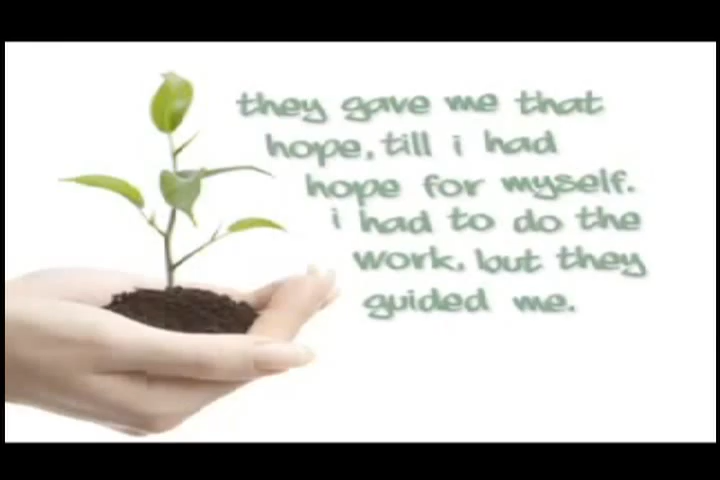 they gave me that
hope, till i had
hope for myself.
i had to do the
work, but they
guided me.